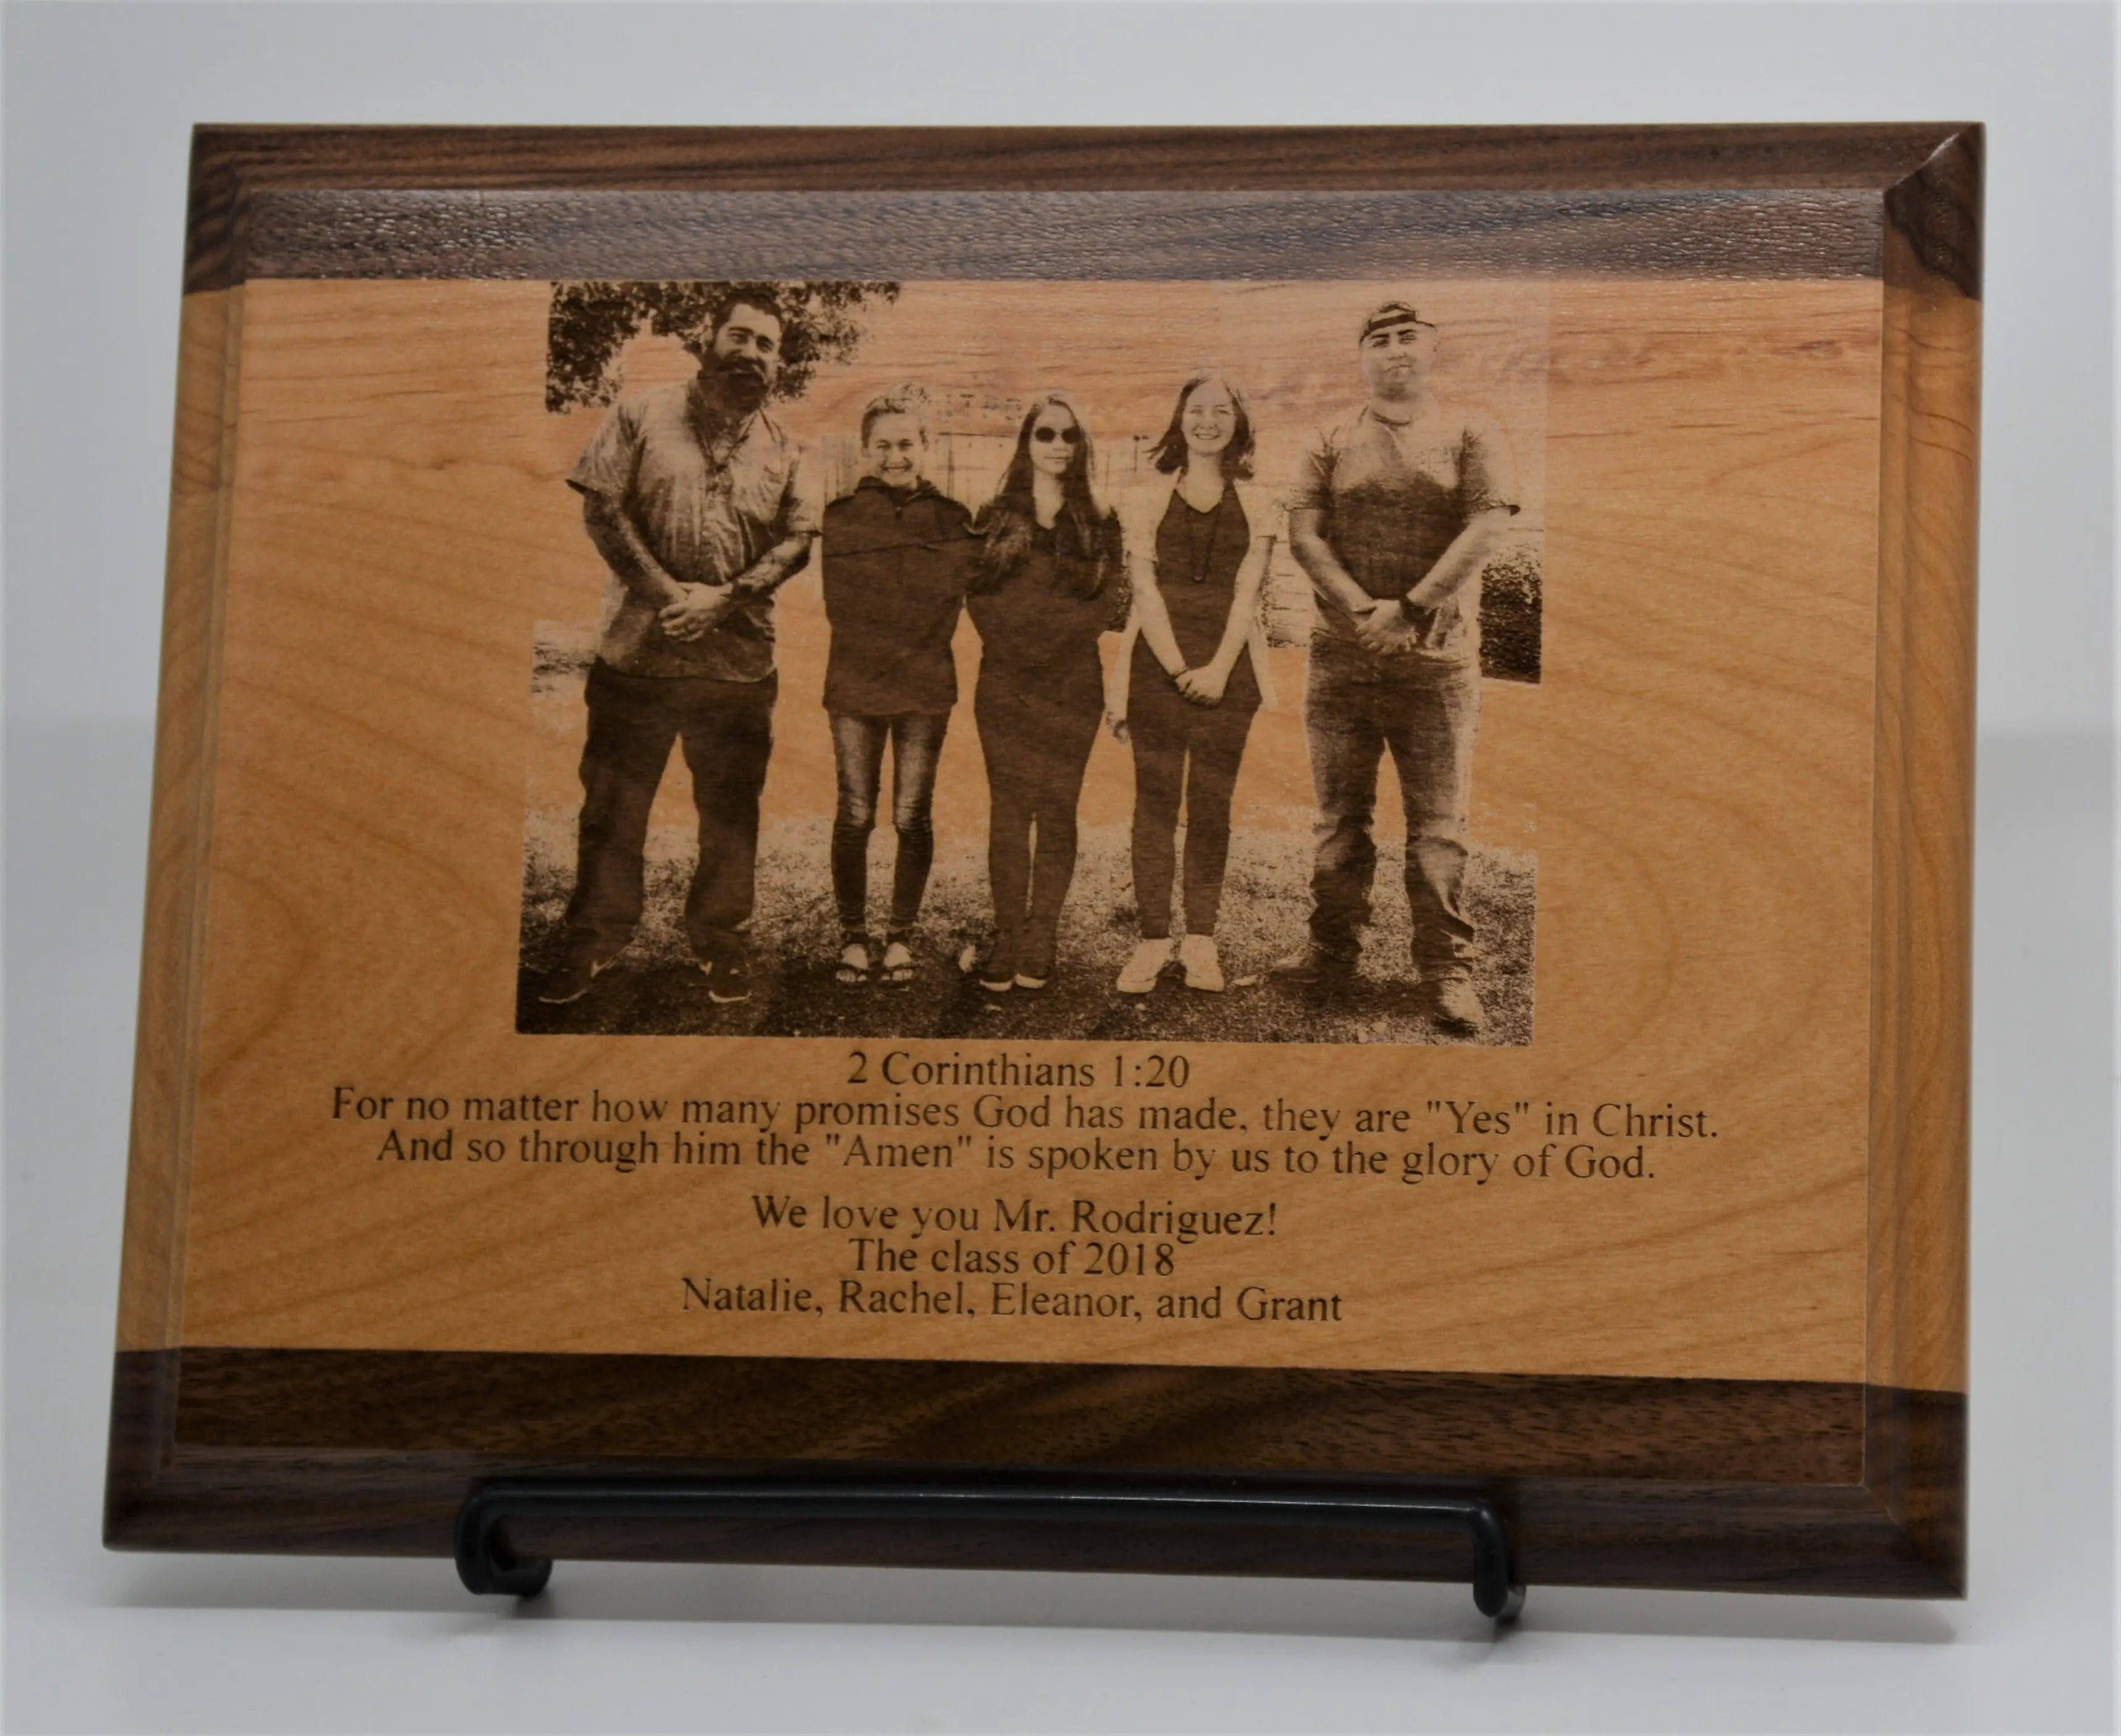 2 Corinthians 1:20
For no matter how many promises God has made, they are "Yes" in Christ.
And so through him the "Amen" is spoken by us to the glory of God.
We love you Mr. Rodriguez!
The class of 2018
Natalie, Rachel, Eleanor, and Grant